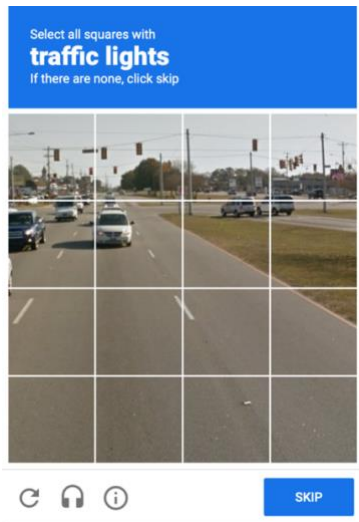 Select all squares with
traffic lights
If there are none, click skip
SKIP